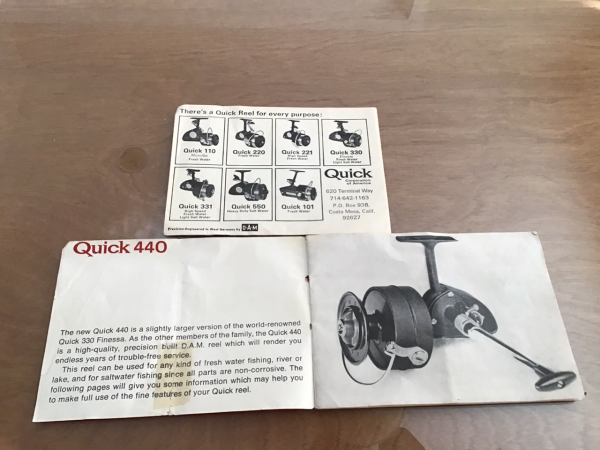 There's a Quick Reel for every purpose:
Quick 110
Microlite
Fresh Water
Quick 220
Fresh Water
Quick 221
High Speed
Fresh Water
Quick 330
Finessa
Fresh Water
Light Salt Water
Quick 331
High Speed
Fresh Water
Light Salt Water
Quick 550
Heavy Duty Salt Water
Quick 101
Fresh Water
Quick
Corporation
of America
620 Terminal Way
714-642-1163
P.O. Box 938,
Costa Mesa, Calif.
92627
Precision-Engineered in West Germany by D·A·M
Quick 440
The new Quick 440 is a slightly larger version of the world-renowned
Quick 330 Finessa. As the other members of the family, the Quick 440
is a high-quality, precision built D.A.M. reel which will render you
endless years of trouble-free service.
This reel can be used for any kind of fresh water fishing, river or
lake, and for saltwater fishing since all parts are non-corrosive. The
following pages will give you some information which may help you
to make full use of the fine features of your Quick reel.